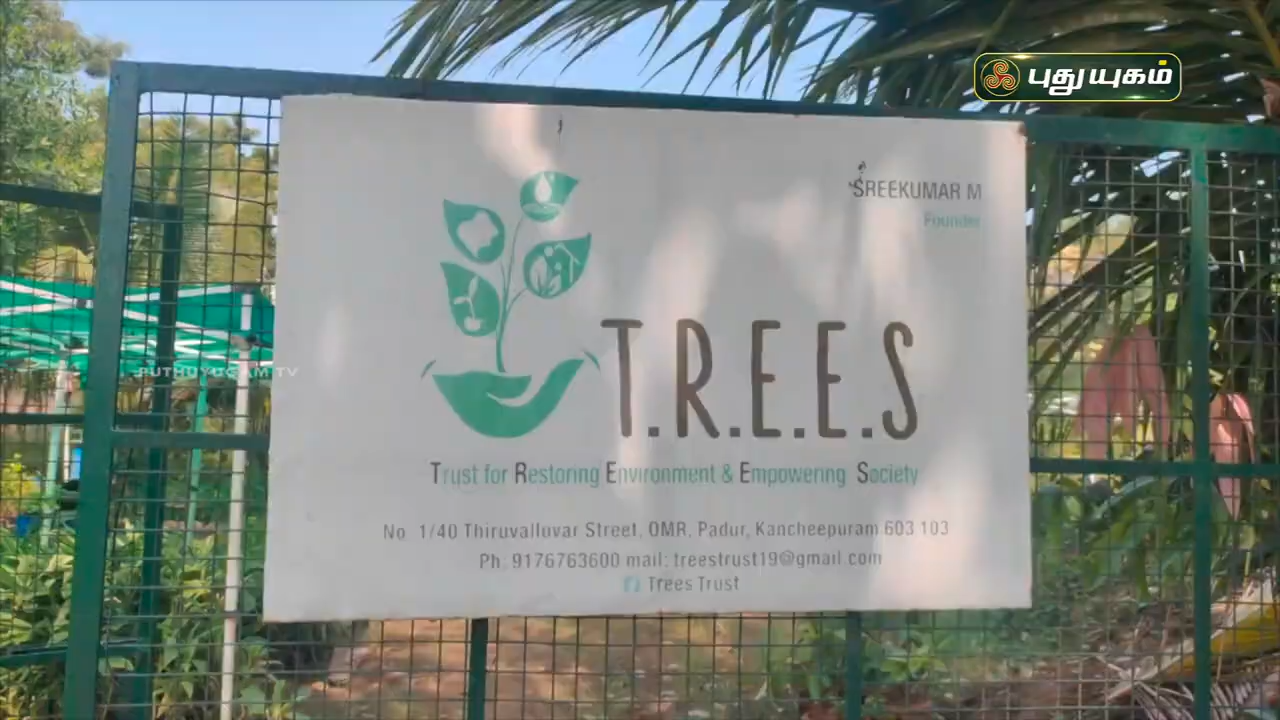 புதுயுகம்
SREEKUMAR M
Founder
PUTHUYUGAM TV
T.R.E.E.S
Trust for Restoring Environment & Empowering Society
No 1/40 Thiruvalluvar Street, OMR, Padur, Kancheepuram 603 103
Ph: 9176763600 mail: treestrust19@gmail.com
Trees Trust